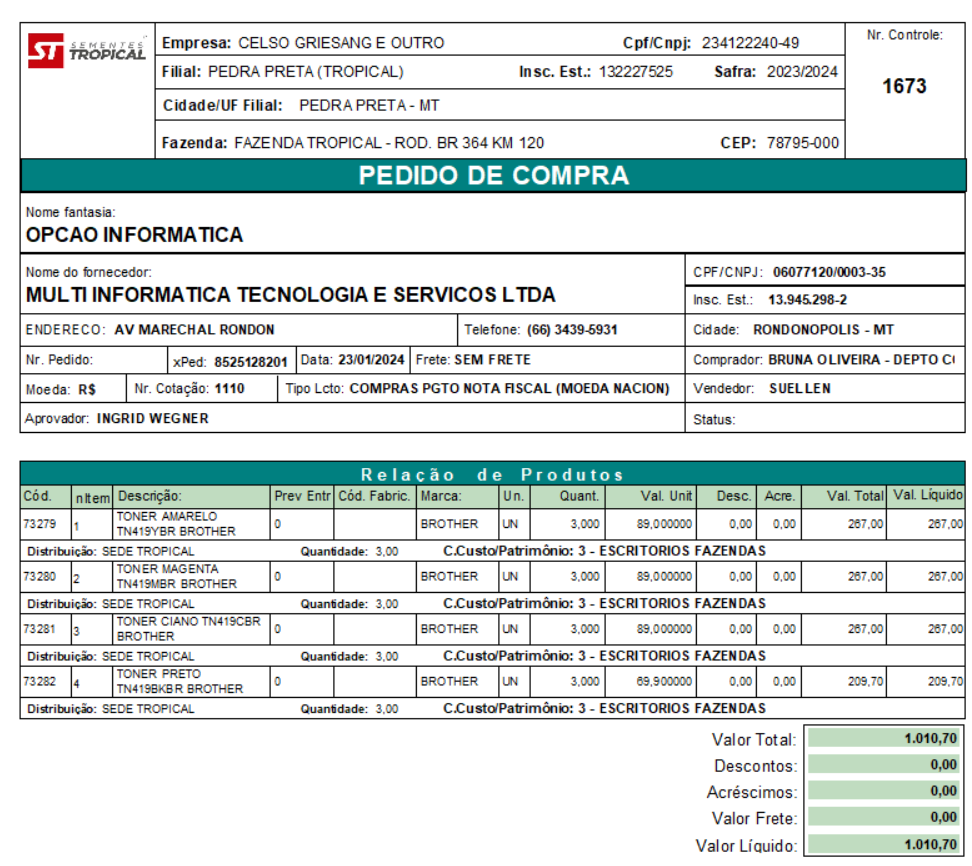 ST SEMENTES TROPICAL
Empresa: CELSO GRIESANG E OUTRO Cpf/Cnpj: 234122240-49
Nr. Controle:
1673
Filial: PEDRA PRETA (TROPICAL) Insc. Est.: 132227525 Safra: 2023/2024
Cidade/UF Filial: PEDRA PRETA - MT
Fazenda: FAZENDA TROPICAL - ROD. BR 364 KM 120 CEP: 78795-000
PEDIDO DE COMPRA
Nome fantasia:
OPCAO INFORMATICA
Nome do fornecedor:
MULTI INFORMATICA TECNOLOGIA E SERVICOS LTDA
CPF/CNPJ: 06077120/0003-35
Insc. Est.: 13.945.298-2
ENDERECO: AV MARECHAL RONDON Telefone: (66) 3439-5931 Cidade: RONDONOPOLIS - MT
Nr. Pedido: xPed: 8525128201 Data: 23/01/2024 Frete: SEM FRETE Comprador: BRUNA OLIVEIRA - DEPTO C
Moeda: R$ Nr. Cotação: 1110 Tipo Lcto: COMPRAS PGTO NOTA FISCAL (MOEDA NACION) Vendedor: SUELLEN
Aprovador: INGRID WEGNER Status:
Relação de Produtos
Cód. nItem Descrição: Prev Entr Cód. Fabric. Marca: Un. Quant. Val. Unit Desc. Acre. Val. Total Val. Líquido
73279 1 TONER AMARELO TN419YBR BROTHER 0 BROTHER UN 3,000 89,000000 0,00 0,00 267,00 267,00
Distribuição: SEDE TROPICAL Quantidade: 3,00 C.Custo/Patrimônio: 3 - ESCRITORIOS FAZENDAS
73280 2 TONER MAGENTA TN419MBR BROTHER 0 BROTHER UN 3,000 89,000000 0,00 0,00 267,00 267,00
Distribuição: SEDE TROPICAL Quantidade: 3,00 C.Custo/Patrimônio: 3 - ESCRITORIOS FAZENDAS
73281 3 TONER CIANO TN419CBR BROTHER 0 BROTHER UN 3,000 89,000000 0,00 0,00 267,00 267,00
Distribuição: SEDE TROPICAL Quantidade: 3,00 C.Custo/Patrimônio: 3 - ESCRITORIOS FAZENDAS
73282 4 TONER PRETO TN419BKBR BROTHER 0 BROTHER UN 3,000 69,900000 0,00 0,00 209,70 209,70
Distribuição: SEDE TROPICAL Quantidade: 3,00 C.Custo/Patrimônio: 3 - ESCRITORIOS FAZENDAS
Valor Total: 1.010,70
Descontos: 0,00
Acréscimos: 0,00
Valor Frete: 0,00
Valor Líquido: 1.010,70